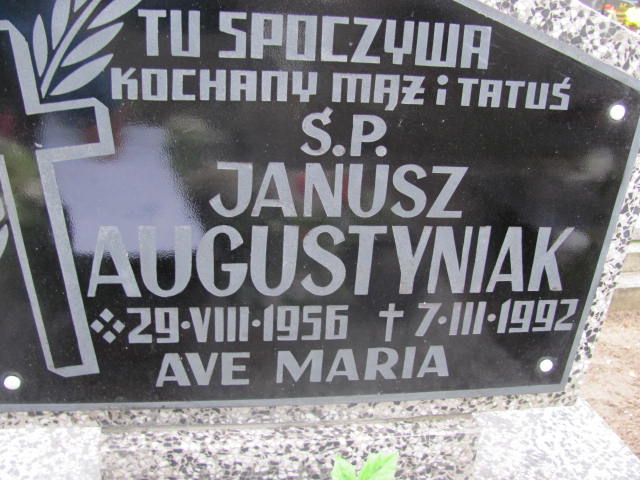 TU SPOCZYWA
KOCHANY MĄŻ i TATUŚ
Ś.P.
JANUSZ
AUGUSTYNIAK
29·VIII·1956 † 7·III·1992
AVE MARIA